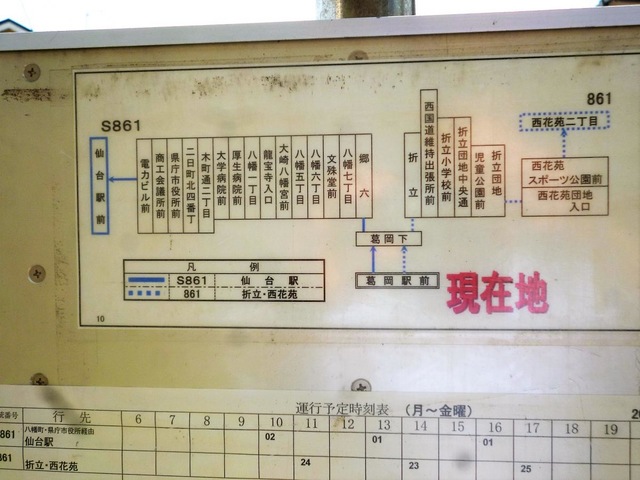 S861
仙台駅前
電力ビル前
商工会議所前
県庁市役所前
二日町北四番丁
木町通二丁目
大学病院前
厚生病院前
八幡一丁目
龍宝寺入口
大崎八幡宮前
八幡五丁目
八幡六丁目
文殊堂前
八幡七丁目
郷六
葛岡下
葛岡駅前
現在地
折立
西国道維持出張所前
折立小学校前
折立団地中央通
児童公園前
折立団地
西花苑
スポーツ公園前
西花苑団地
入口
861
西花苑二丁目
凡 例
S861 仙台駅
861 折立・西花苑
10
運行予定時刻表 (月～金曜)
行先 6 7 8 9 10 11 12 13 14 15 16 17 18 19
861 八幡町・県庁市役所経由
仙台駅 02 01 01
861 折立・西花苑 24 23 25